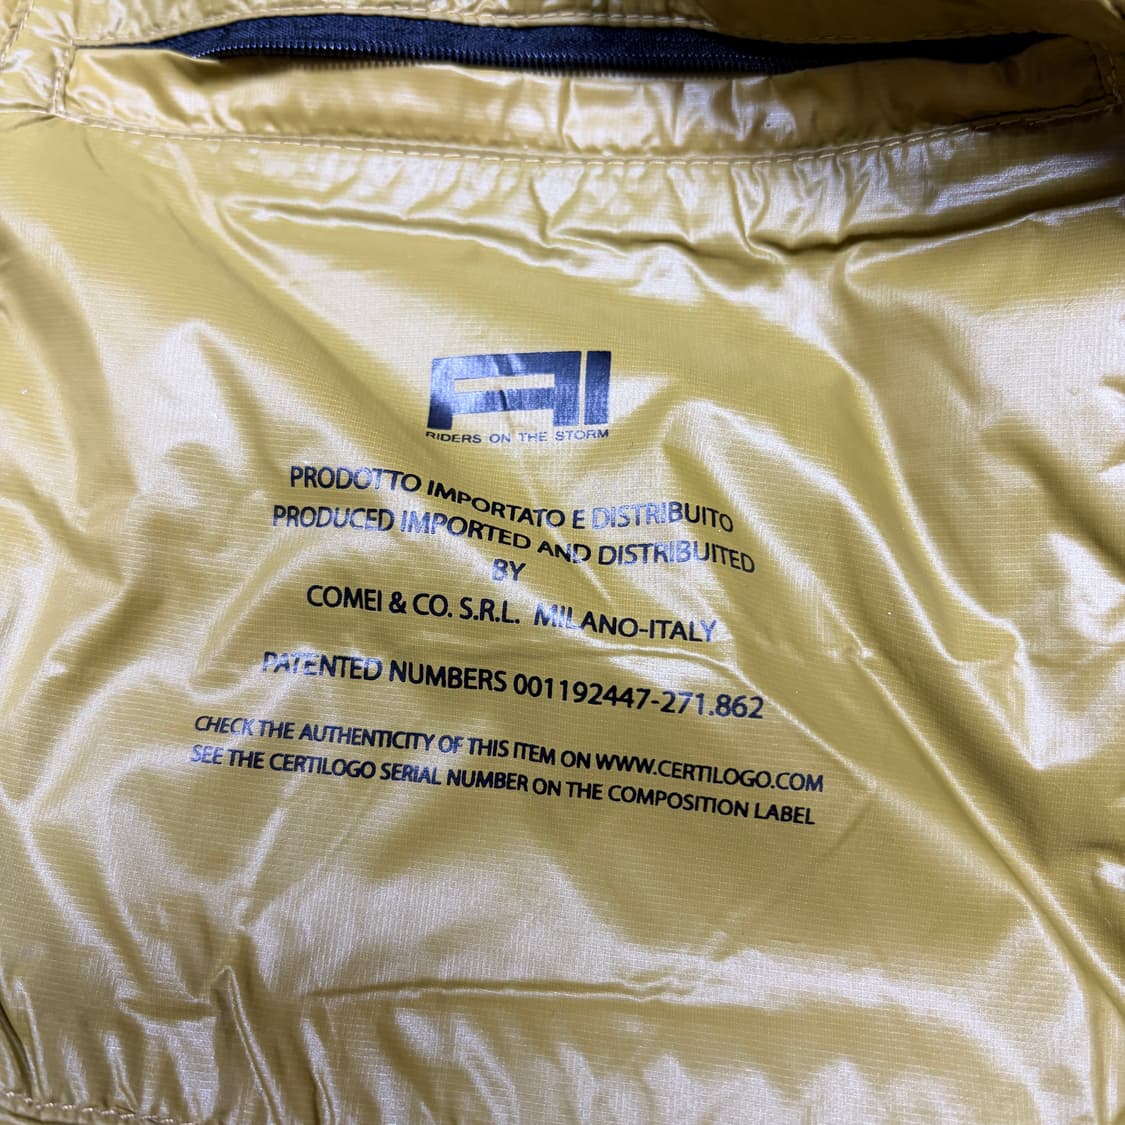 AI
RIDERS ON THE STORM
PRODOTTO IMPORTATO E DISTRIBUITO
PRODUCED IMPORTED AND DISTRIBUITED
BY
COMEI & CO. S.R.L. MILANO-ITALY
PATENTED NUMBERS 001192447-271.862
CHECK THE AUTHENTICITY OF THIS ITEM ON WWW.CERTILOGO.COM
SEE THE CERTILOGO SERIAL NUMBER ON THE COMPOSITION LABEL